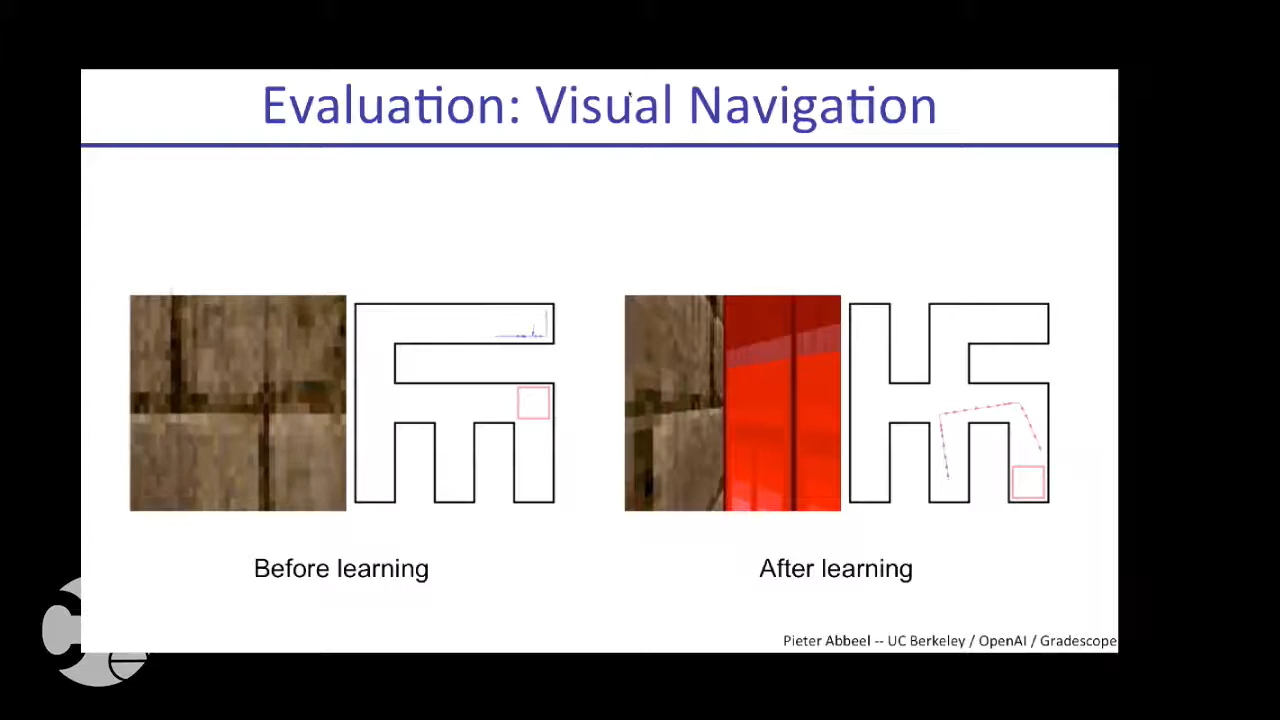 Evaluation: Visual Navigation
Before learning
After learning
Pieter Abbeel -- UC Berkeley / OpenAI / Gradescope